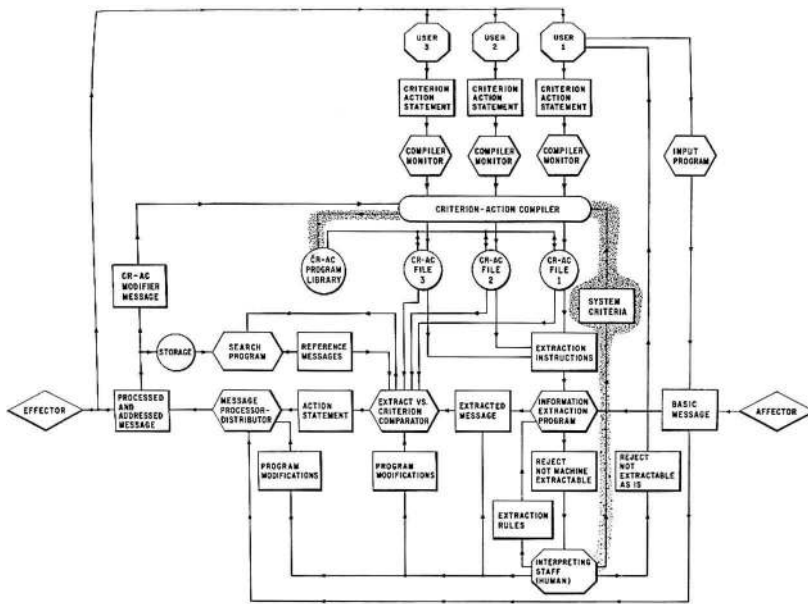 USER
3
USER
2
USER
1
CRITERION
ACTION
STATEMENT
CRITERION
ACTION
STATEMENT
CRITERION
ACTION
STATEMENT
COMPILER
MONITOR
COMPILER
MONITOR
COMPILER
MONITOR
INPUT
PROGRAM
CRITERION-ACTION COMPILER
CR-AC
PROGRAM
LIBRARY
CR-AC
FILE
3
CR-AC
FILE
2
CR-AC
FILE
1
CR-AC
MODIFIER
MESSAGE
SYSTEM
CRITERIA
STORAGE
SEARCH
PROGRAM
REFERENCE
MESSAGES
EXTRACTION
INSTRUCTIONS
EFFECTOR
PROCESSED
AND
ADDRESSED
MESSAGE
MESSAGE
PROCESSOR-
DISTRIBUTOR
ACTION
STATEMENT
EXTRACT VS.
CRITERION
COMPARATOR
EXTRACTED
MESSAGE
INFORMATION
EXTRACTION
PROGRAM
BASIC
MESSAGE
AFFECTOR
PROGRAM
MODIFICATIONS
PROGRAM
MODIFICATIONS
REJECT
NOT MACHINE
EXTRACTABLE
REJECT
NOT
EXTRACTABLE
AS IS
EXTRACTION
RULES
INTERPRETING
STAFF
(HUMAN)